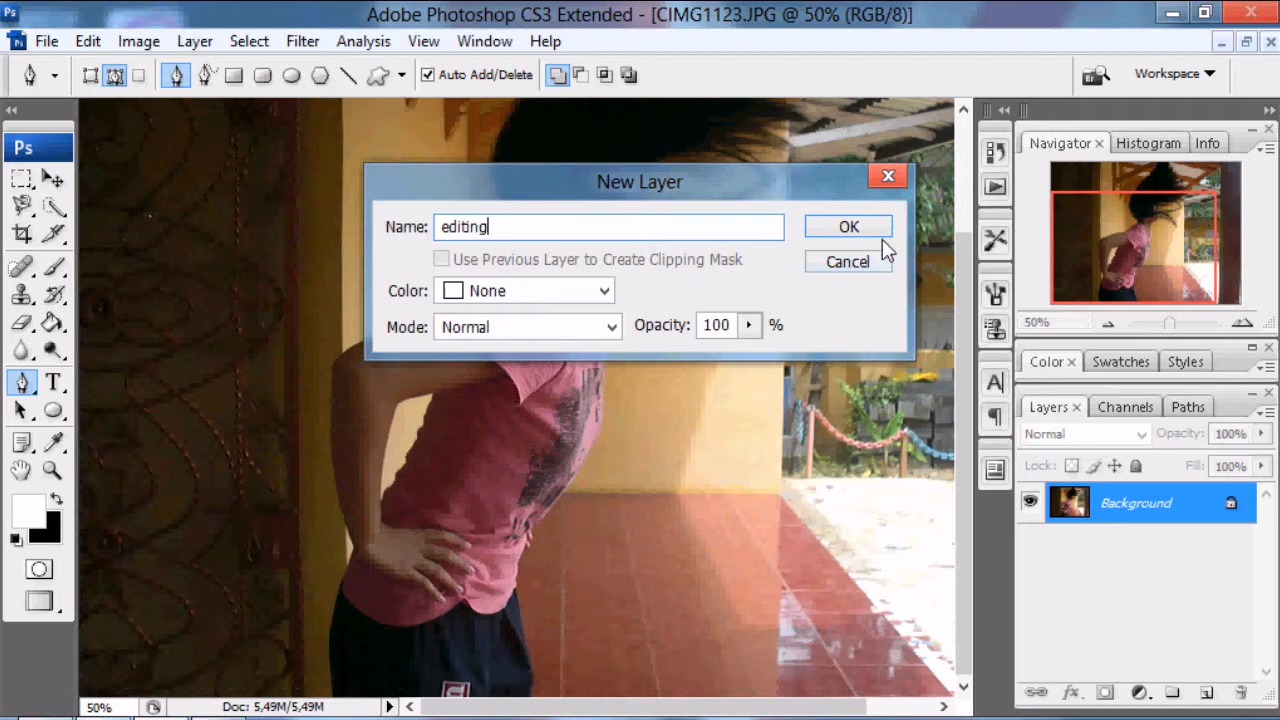 Ps Adobe Photoshop CS3 Extended - [CIMG1123.JPG @ 50% (RGB/8)]
Ps File Edit Image Layer Select Filter Analysis View Window Help
Auto Add/Delete Workspace
Ps
Navigator Histogram Info
New Layer
Name: editing OK
Use Previous Layer to Create Clipping Mask Cancel
Color: None
Mode: Normal Opacity: 100 %
50%
Color Swatches Styles
Layers Channels Paths
Normal Opacity: 100%
Lock: Fill: 100%
Background
T
A
50% Doc: 5,49M/5,49M